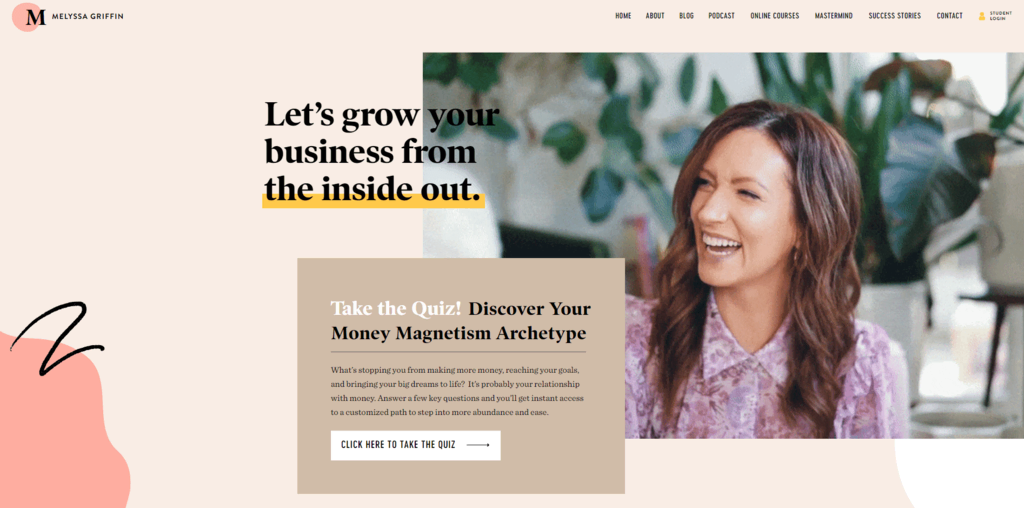 M MELYSSA GRIFFIN
HOME ABOUT BLOG PODCAST ONLINE COURSES MASTERMIND SUCCESS STORIES CONTACT STUDENT
LOGIN
Let's grow your
business from
the inside out.
Take the Quiz! Discover Your
Money Magnetism Archetype
What's stopping you from making more money, reaching your goals,
and bringing your big dreams to life? It's probably your relationship
with money. Answer a few key questions and you'll get instant access
to a customized path to step into more abundance and ease.
CLICK HERE TO TAKE THE QUIZ